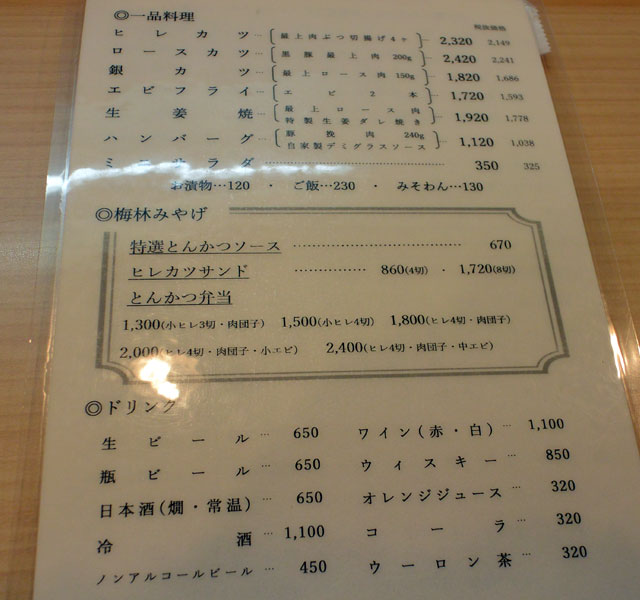 ◎一品料理 税抜価格
ヒレカツ…[最上肉ぶつ切揚げ4ヶ]…2,320 2,149
ロースカツ…[黒豚最上肉200g]…2,420 2,241
銀カツ…[最上ロース肉150g]…1,820 1,686
エビフライ…[エビ2本]…1,720 1,593
生姜焼…[最上ロース肉
特製生姜ダレ焼き]…1,920 1,778
ハンバーグ…[豚挽肉240g
自家製デミグラスソース]…1,120 1,038
ミニサラダ…350 325
お漬物…120 ・ ご飯…230 ・ みそわん…130
◎梅林みやげ
特選とんかつソース…670
ヒレカツサンド…860(4切) ・ 1,720(8切)
とんかつ弁当
1,300(小ヒレ3切・肉団子) 1,500(小ヒレ4切) 1,800(ヒレ4切・肉団子)
2,000(ヒレ4切・肉団子・小エビ) 2,400(ヒレ4切・肉団子・中エビ)
◎ドリンク
生ビール…650 ワイン(赤・白)…1,100
瓶ビール…650 ウィスキー…850
日本酒(燗・常温)…650 オレンジジュース…320
冷酒…1,100 コーラ…320
ノンアルコールビール…450 ウーロン茶…320